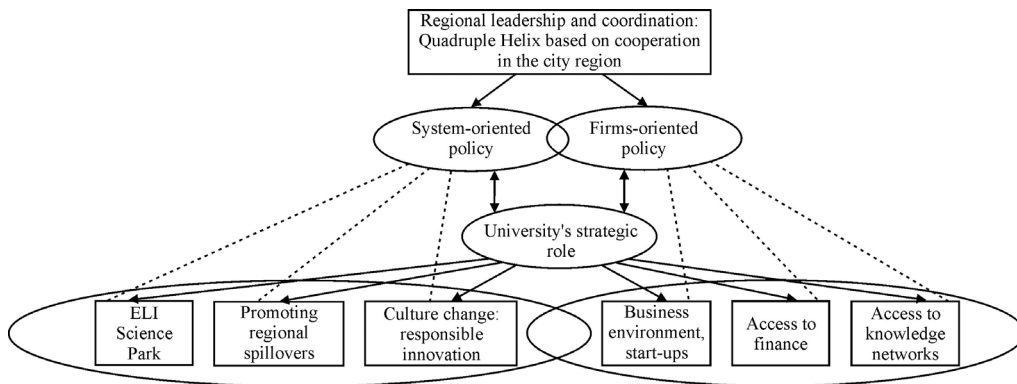 Regional leadership and coordination:
Quadruple Helix based on cooperation
in the city region
System-oriented
policy
Firms-oriented
policy
University's strategic
role
ELI
Science
Park
Promoting
regional
spillovers
Culture change:
responsible
innovation
Business
environment,
start-ups
Access to
finance
Access to
knowledge
networks